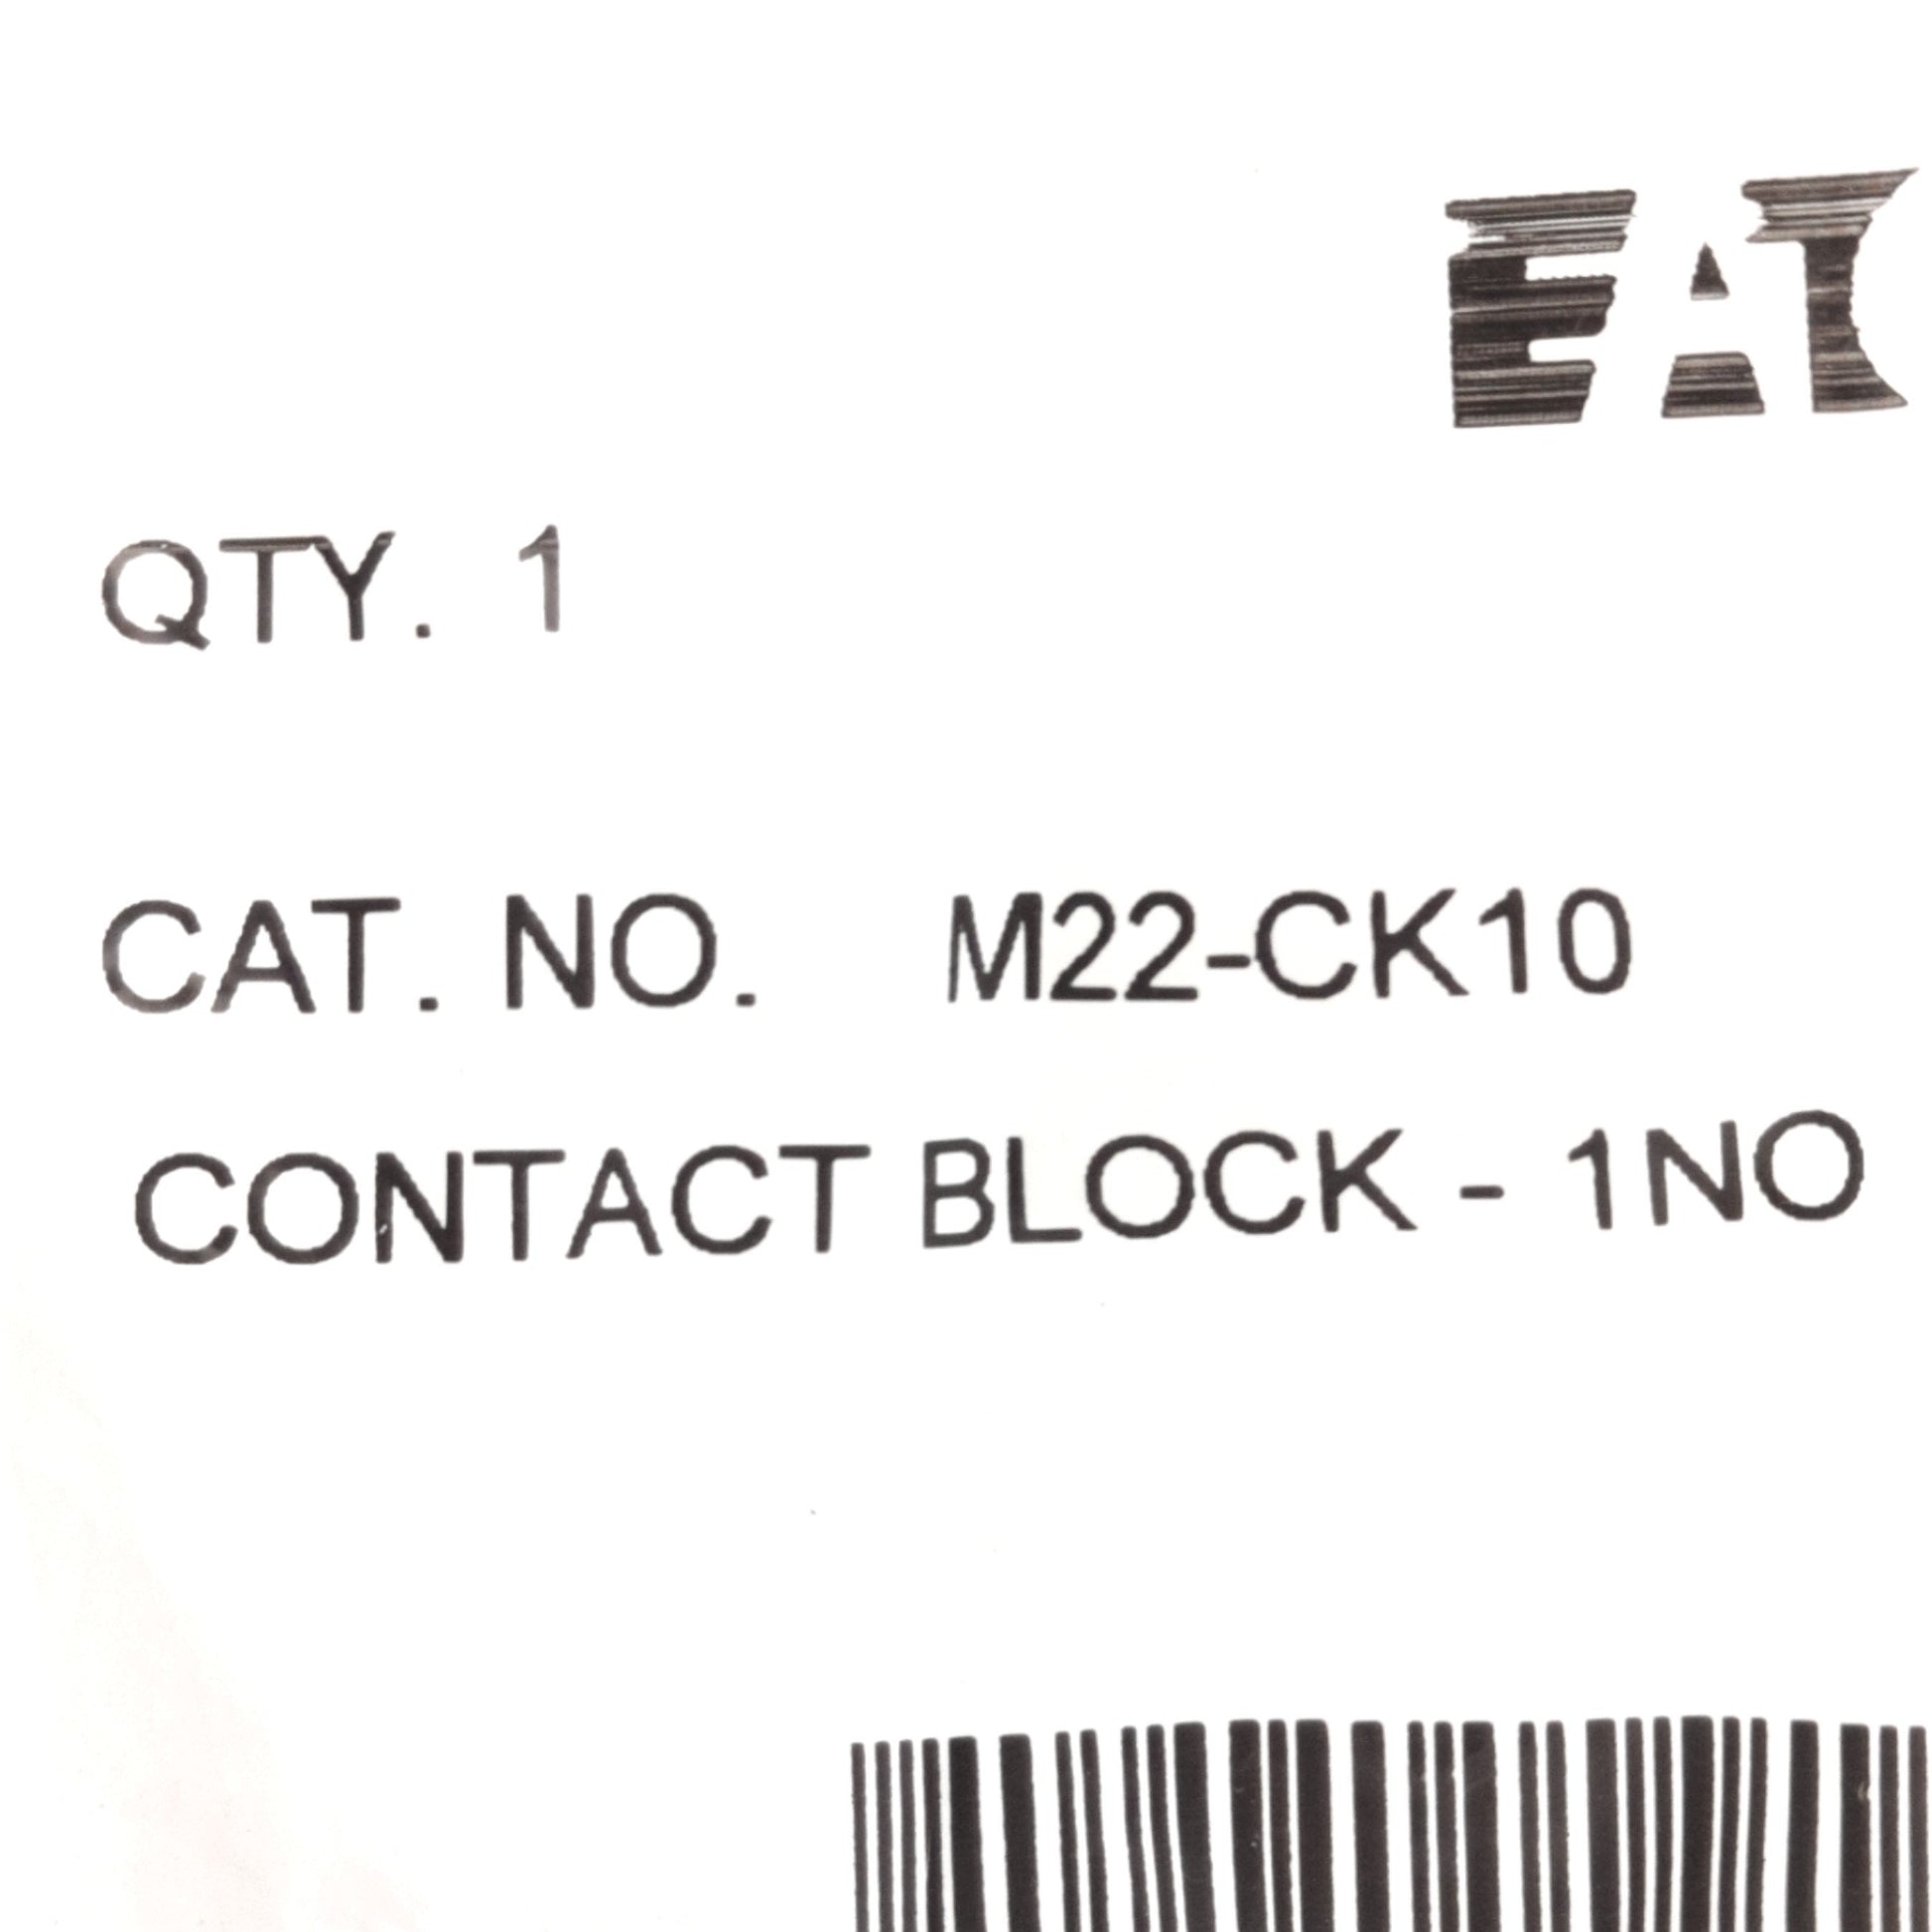 EAT
QTY. 1
CAT. NO. M22-CK10
CONTACT BLOCK - 1NO